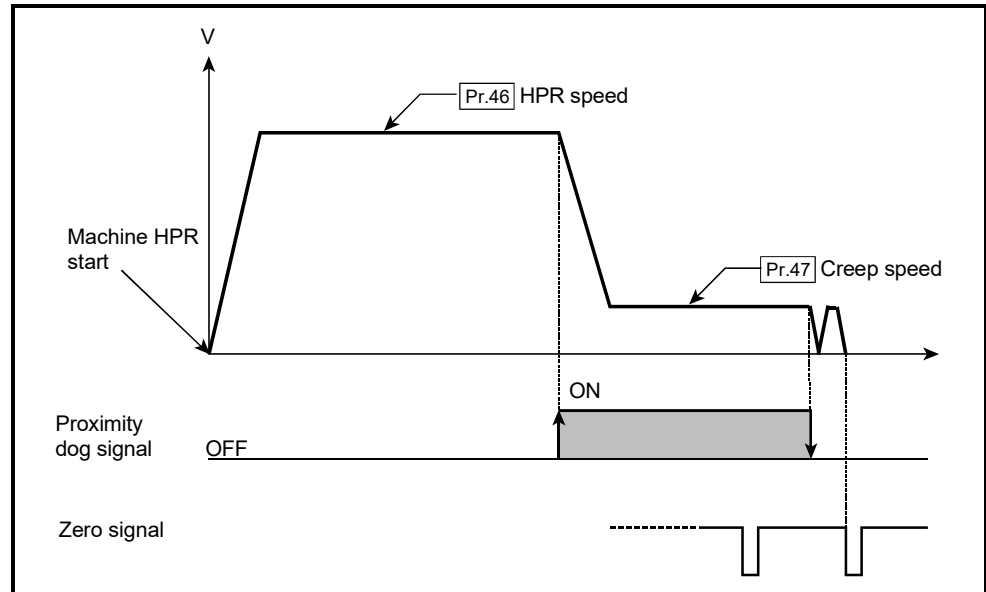 V
Pr.46 HPR speed
Machine HPR
start
Pr.47 Creep speed
ON
Proximity
dog signal
OFF
Zero signal